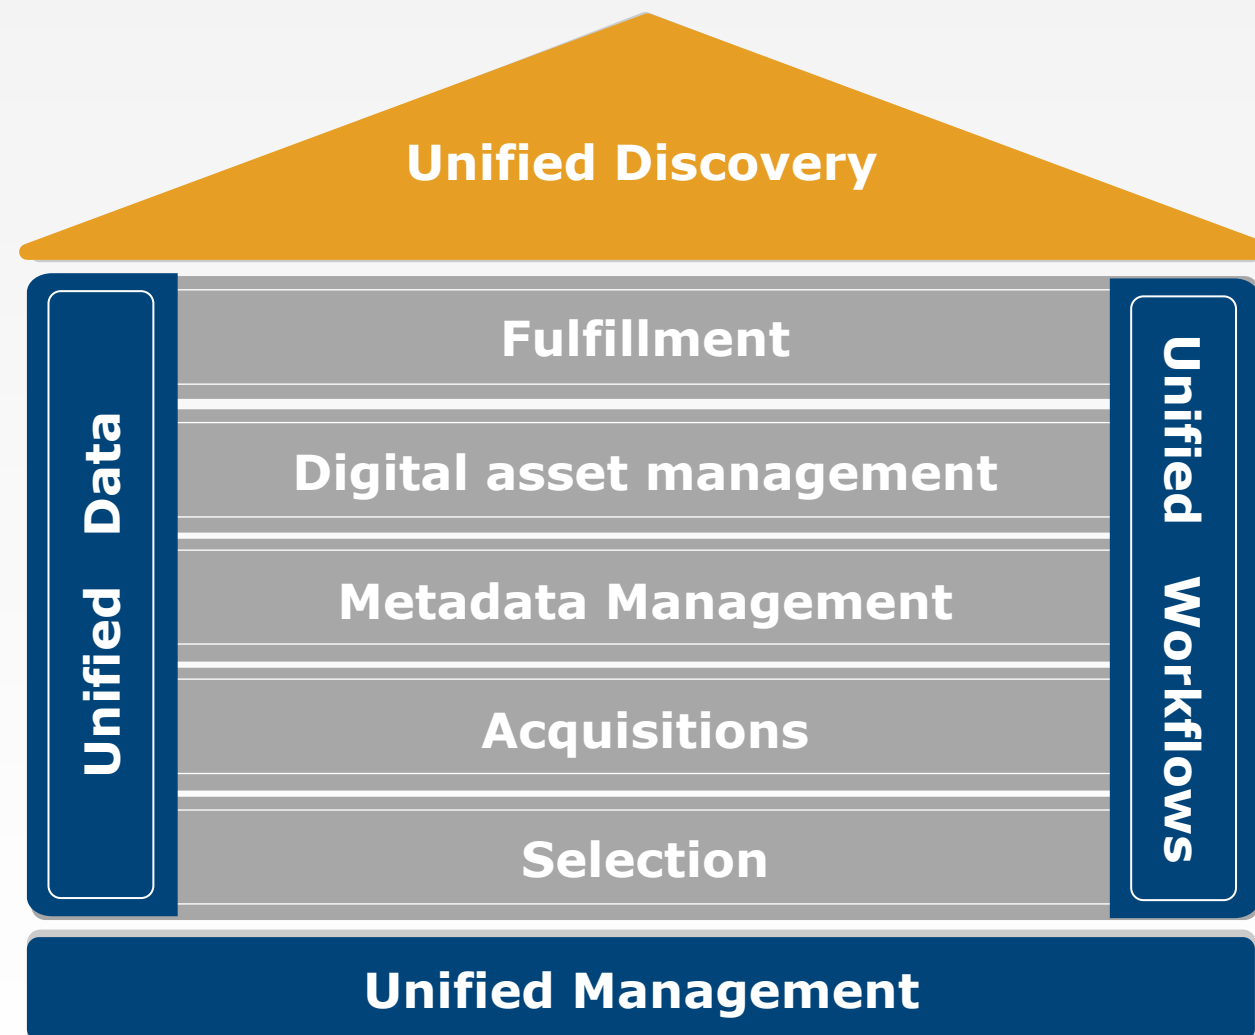 Unified Discovery
Unified Data
Fulfillment
Digital asset management
Metadata Management
Acquisitions
Selection
Unified Workflows
Unified Management